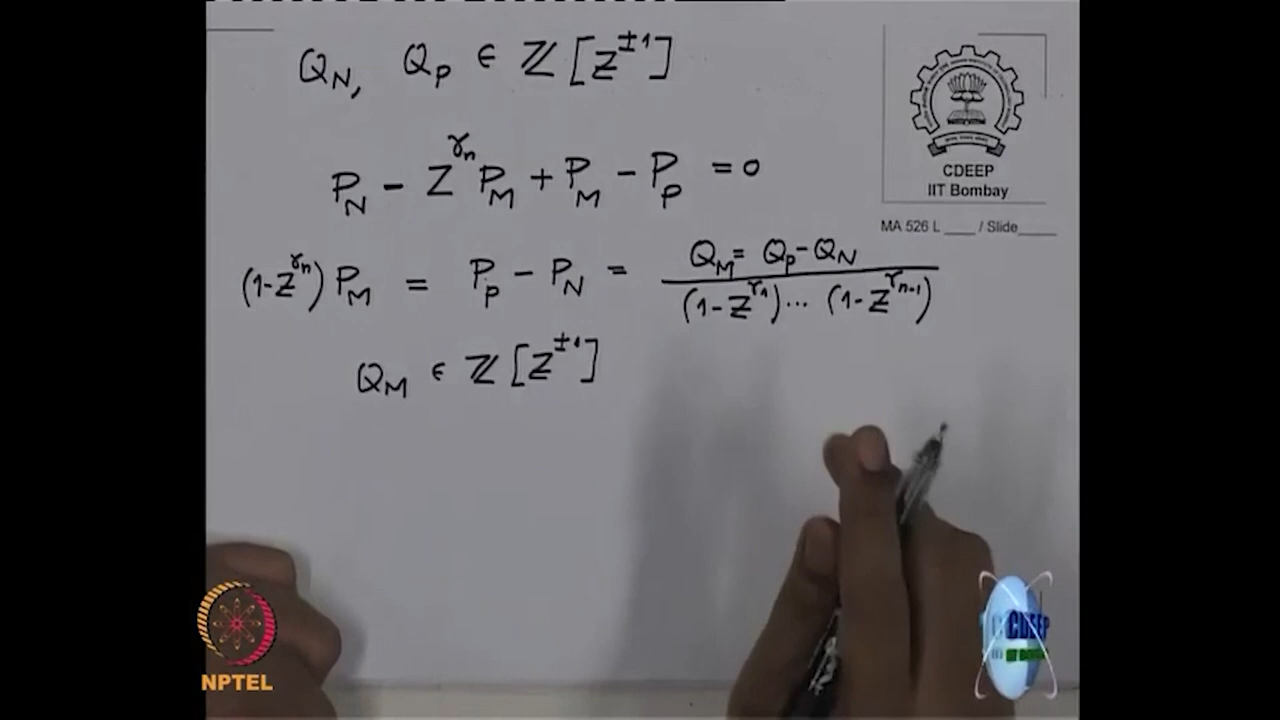 Q_N, Q_P ∈ ℤ[z^{±1}]
CDEEP
IIT Bombay
MA 526 L ____ / Slide_____
P_N - z^{γ_n} P_M + P_M - P_P = 0
Q_M = Q_P - Q_N
(1-z^{γ_n}) P_M = P_P - P_N =
(1-z^{γ_1}) ... (1-z^{γ_{n-1}})
Q_M ∈ ℤ[z^{±1}]
CDEEP
NPTEL